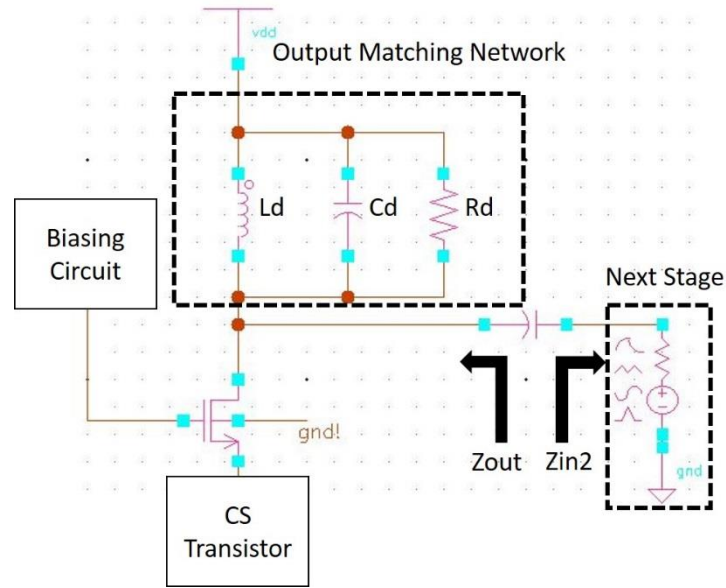 vdd
Output Matching Network
Ld
Cd
Rd
Biasing
Circuit
Next Stage
gnd!
Zout
Zin2
gnd
CS
Transistor